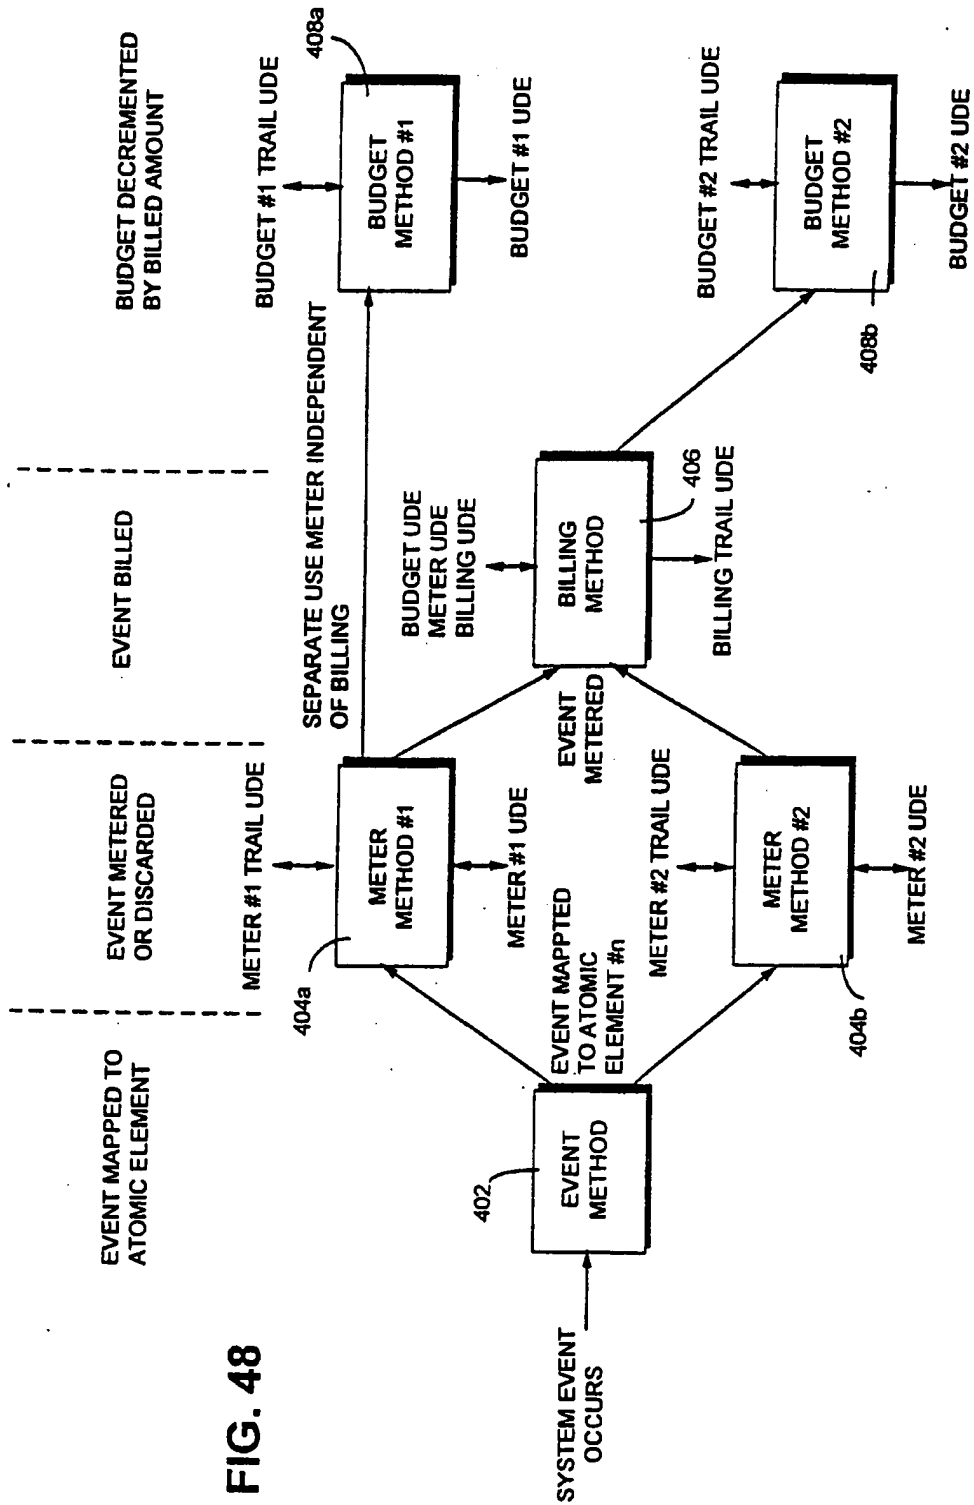 EVENT MAPPED TO
ATOMIC ELEMENT
EVENT METERED
OR DISCARDED
EVENT BILLED
BUDGET DECREMENTED
BY BILLED AMOUNT
METER #1 TRAIL UDE
404a
METER
METHOD #1
METER #1 UDE
SEPARATE USE METER INDEPENDENT
OF BILLING
BUDGET #1 TRAIL UDE
408a
BUDGET
METHOD #1
BUDGET #1 UDE
SYSTEM EVENT
OCCURS
402
EVENT
METHOD
EVENT MAPPTED
TO ATOMIC
ELEMENT #n
EVENT
METERED
BUDGET UDE
METER UDE
BILLING UDE
BILLING
METHOD
406
BILLING TRAIL UDE
METER #2 TRAIL UDE
METER
METHOD #2
404b
METER #2 UDE
BUDGET #2 TRAIL UDE
BUDGET
METHOD #2
408b
BUDGET #2 UDE
FIG. 48